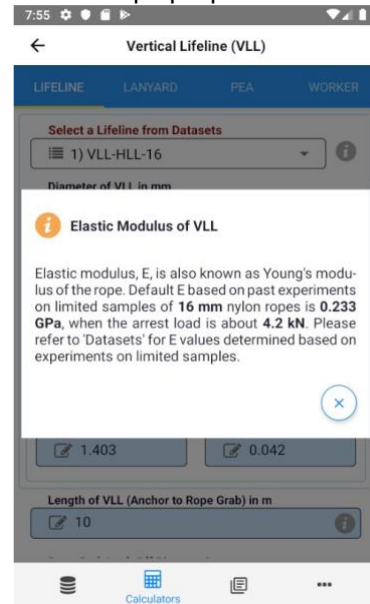 7:55
Vertical Lifeline (VLL)
LIFELINE LANYARD PEA WORKER
Select a Lifeline from Datasets
1) VLL-HLL-16
Diameter of VLL in mm
Elastic Modulus of VLL
Elastic modulus, E, is also known as Young's modu-
lus of the rope. Default E based on past experiments
on limited samples of 16 mm nylon ropes is 0.233
GPa, when the arrest load is about 4.2 kN. Please
refer to 'Datasets' for E values determined based on
experiments on limited samples.
1.403 0.042
Length of VLL (Anchor to Rope Grab) in m
10
Calculators